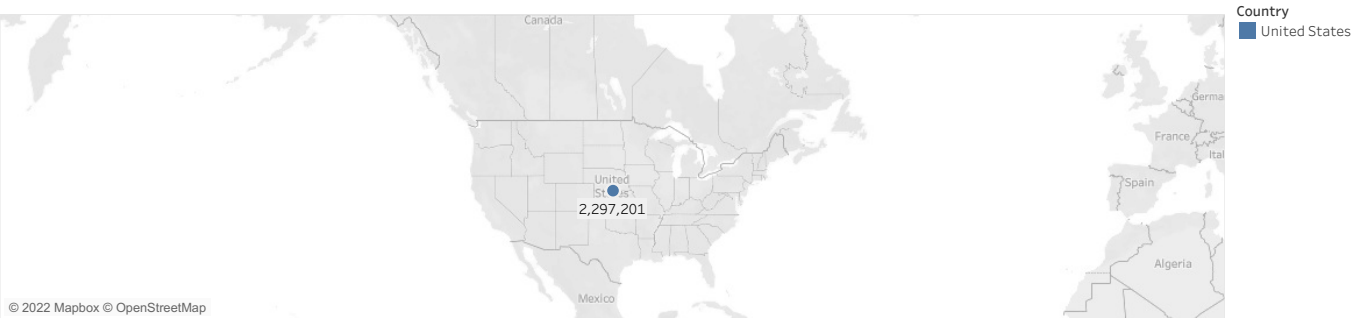 Country
United States
Canada
Germa
France
Ital
United
States
Spain
2,297,201
Algeria
Mexico
© 2022 Mapbox © OpenStreetMap